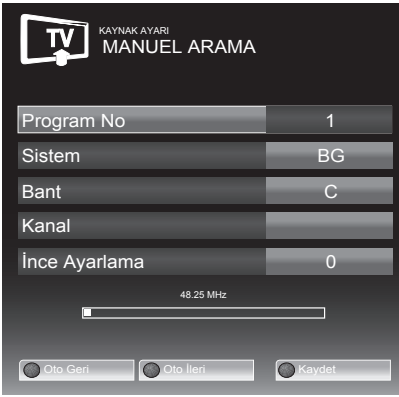 TV
KAYNAK AYARI
MANUEL ARAMA
Program No 1
Sistem BG
Bant C
Kanal
İnce Ayarlama 0
48.25 MHz
Oto Geri Oto İleri Kaydet